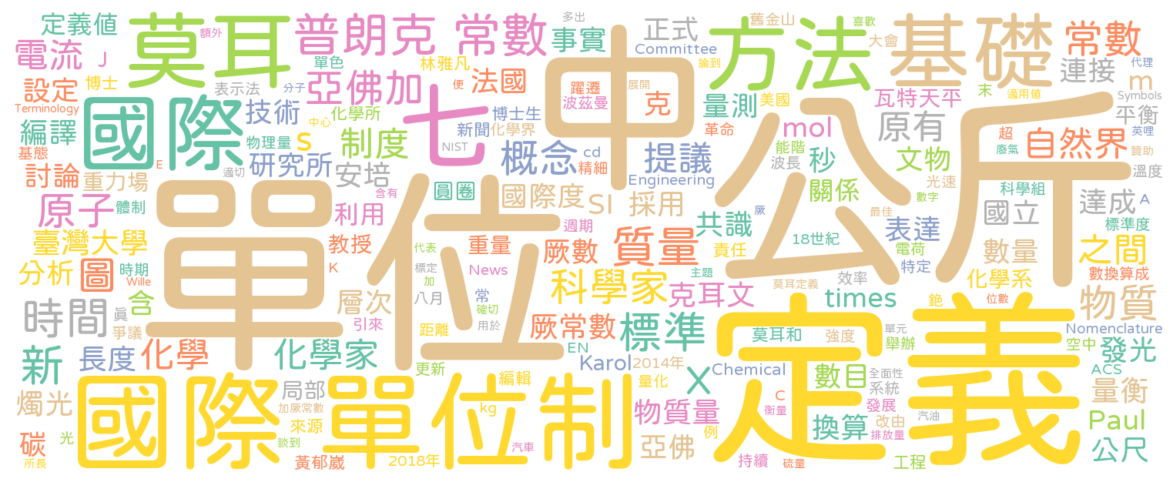 定義値
電流
J
博士
莫耳
額外
普朗克
常數
單色
林雅凡
事實
多出
正式
Committee
舊金山
方法
大會
喜歡
論到
基礎
常數
連接
代理
設定
Terminology
編譯
基態
國際
表示法
分子
技術
物理量
亞佛加
化學所
便
法國
博士生
躍遷
波茲曼
克
中
展開
量測
美國
革命
瓦特天平
末
適用值
m
Symbols
平衡
英哩
討論
重力場
研究所
中心
E
適切
s
制度
新聞
化學界
七
NIST
概念
cd
精細
提議
Engineering
mol
能階
波長
秒
原有
超
廢氣
自然界
贊助
溫度
原子
體制
安培
利用
含有
員圈
國際度
SI
採用
厥
最佳
關係
文物
光速
數字
科學組
國立
達成
A
標準度
臺灣大學
分析
圖
時期
Wille
單位
教授
K
週期
重量
厥數
質量
共識
責任
18世紀
表達
電荷
特定
數量
之間
公斤
時間
含
眞
爭議
層次
引來
代表
標定
加
八月
News
常
確切
用於
主題
科學家
克耳文
莫耳定義
效率
times
化學系
數換算成
絶
位數
物質
新
長度
化學
化學家
距離
更新
厥常數
EN
標準
Karol
2014年
莫耳和
強度
單元
舉辦
Nomenclature
空中
發光
ACS
燭光
局部
加厥常數
來源
談到
編輯
kg
量化
X
Chemical
數目
全面性
系統
C
衡量
發展
量衡
碳
光
所長
國際單位制
黃郁崴
2018年
汽車
物質量
亞佛
例
換算
改由
汽油
排放量
持續
硫量
工程
Paul
公尺
定義